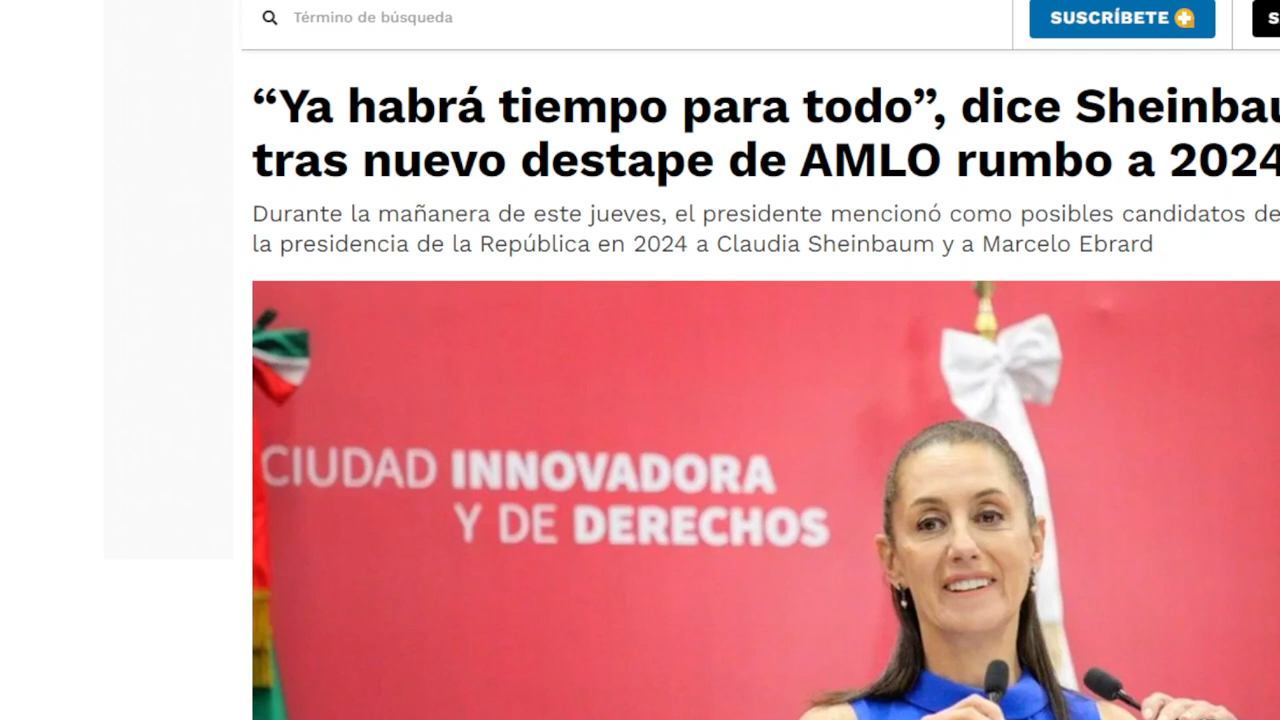 Término de búsqueda
SUSCRÍBETE
“Ya habrá tiempo para todo”, dice
tras nuevo destape de AMLO rumbo a 2024
Durante la mañanera de este jueves, el presidente mencionó como posibles candidatos de
la presidencia de la República en 2024 a Claudia Sheinbaum y a Marcelo Ebrard
CIUDAD INNOVADORA
Y DE DERECHOS